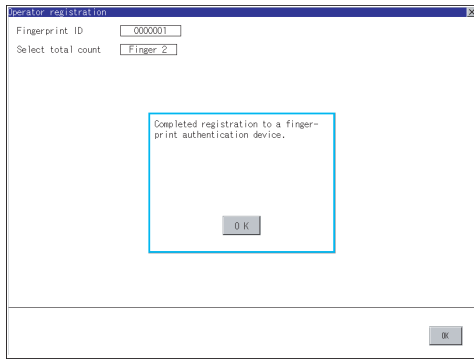 Operator registration
Fingerprint ID 0000001
Select total count Finger 2
Completed registration to a finger-
print authentication device.
OK
OK